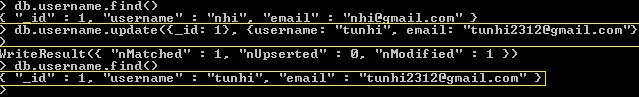 > db.username.find()
{ "_id" : 1, "username" : "nhi", "email" : "nhi@gmail.com" }
> db.username.update({_id: 1}, {username: "tunhi", email: "tunhi2312@gmail.com"})
WriteResult({ "nMatched" : 1, "nUpserted" : 0, "nModified" : 1 })
> db.username.find()
{ "_id" : 1, "username" : "tunhi", "email" : "tunhi2312@gmail.com" }
>